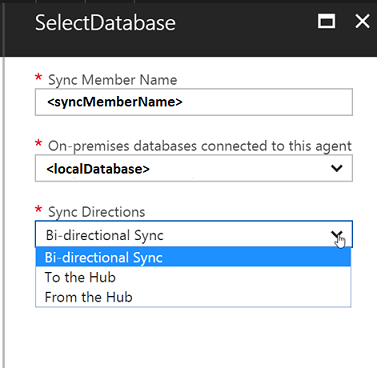 SelectDatabase
* Sync Member Name
<syncMemberName>
* On-premises databases connected to this agent
<localDatabase>
* Sync Directions
Bi-directional Sync
Bi-directional Sync
To the Hub
From the Hub